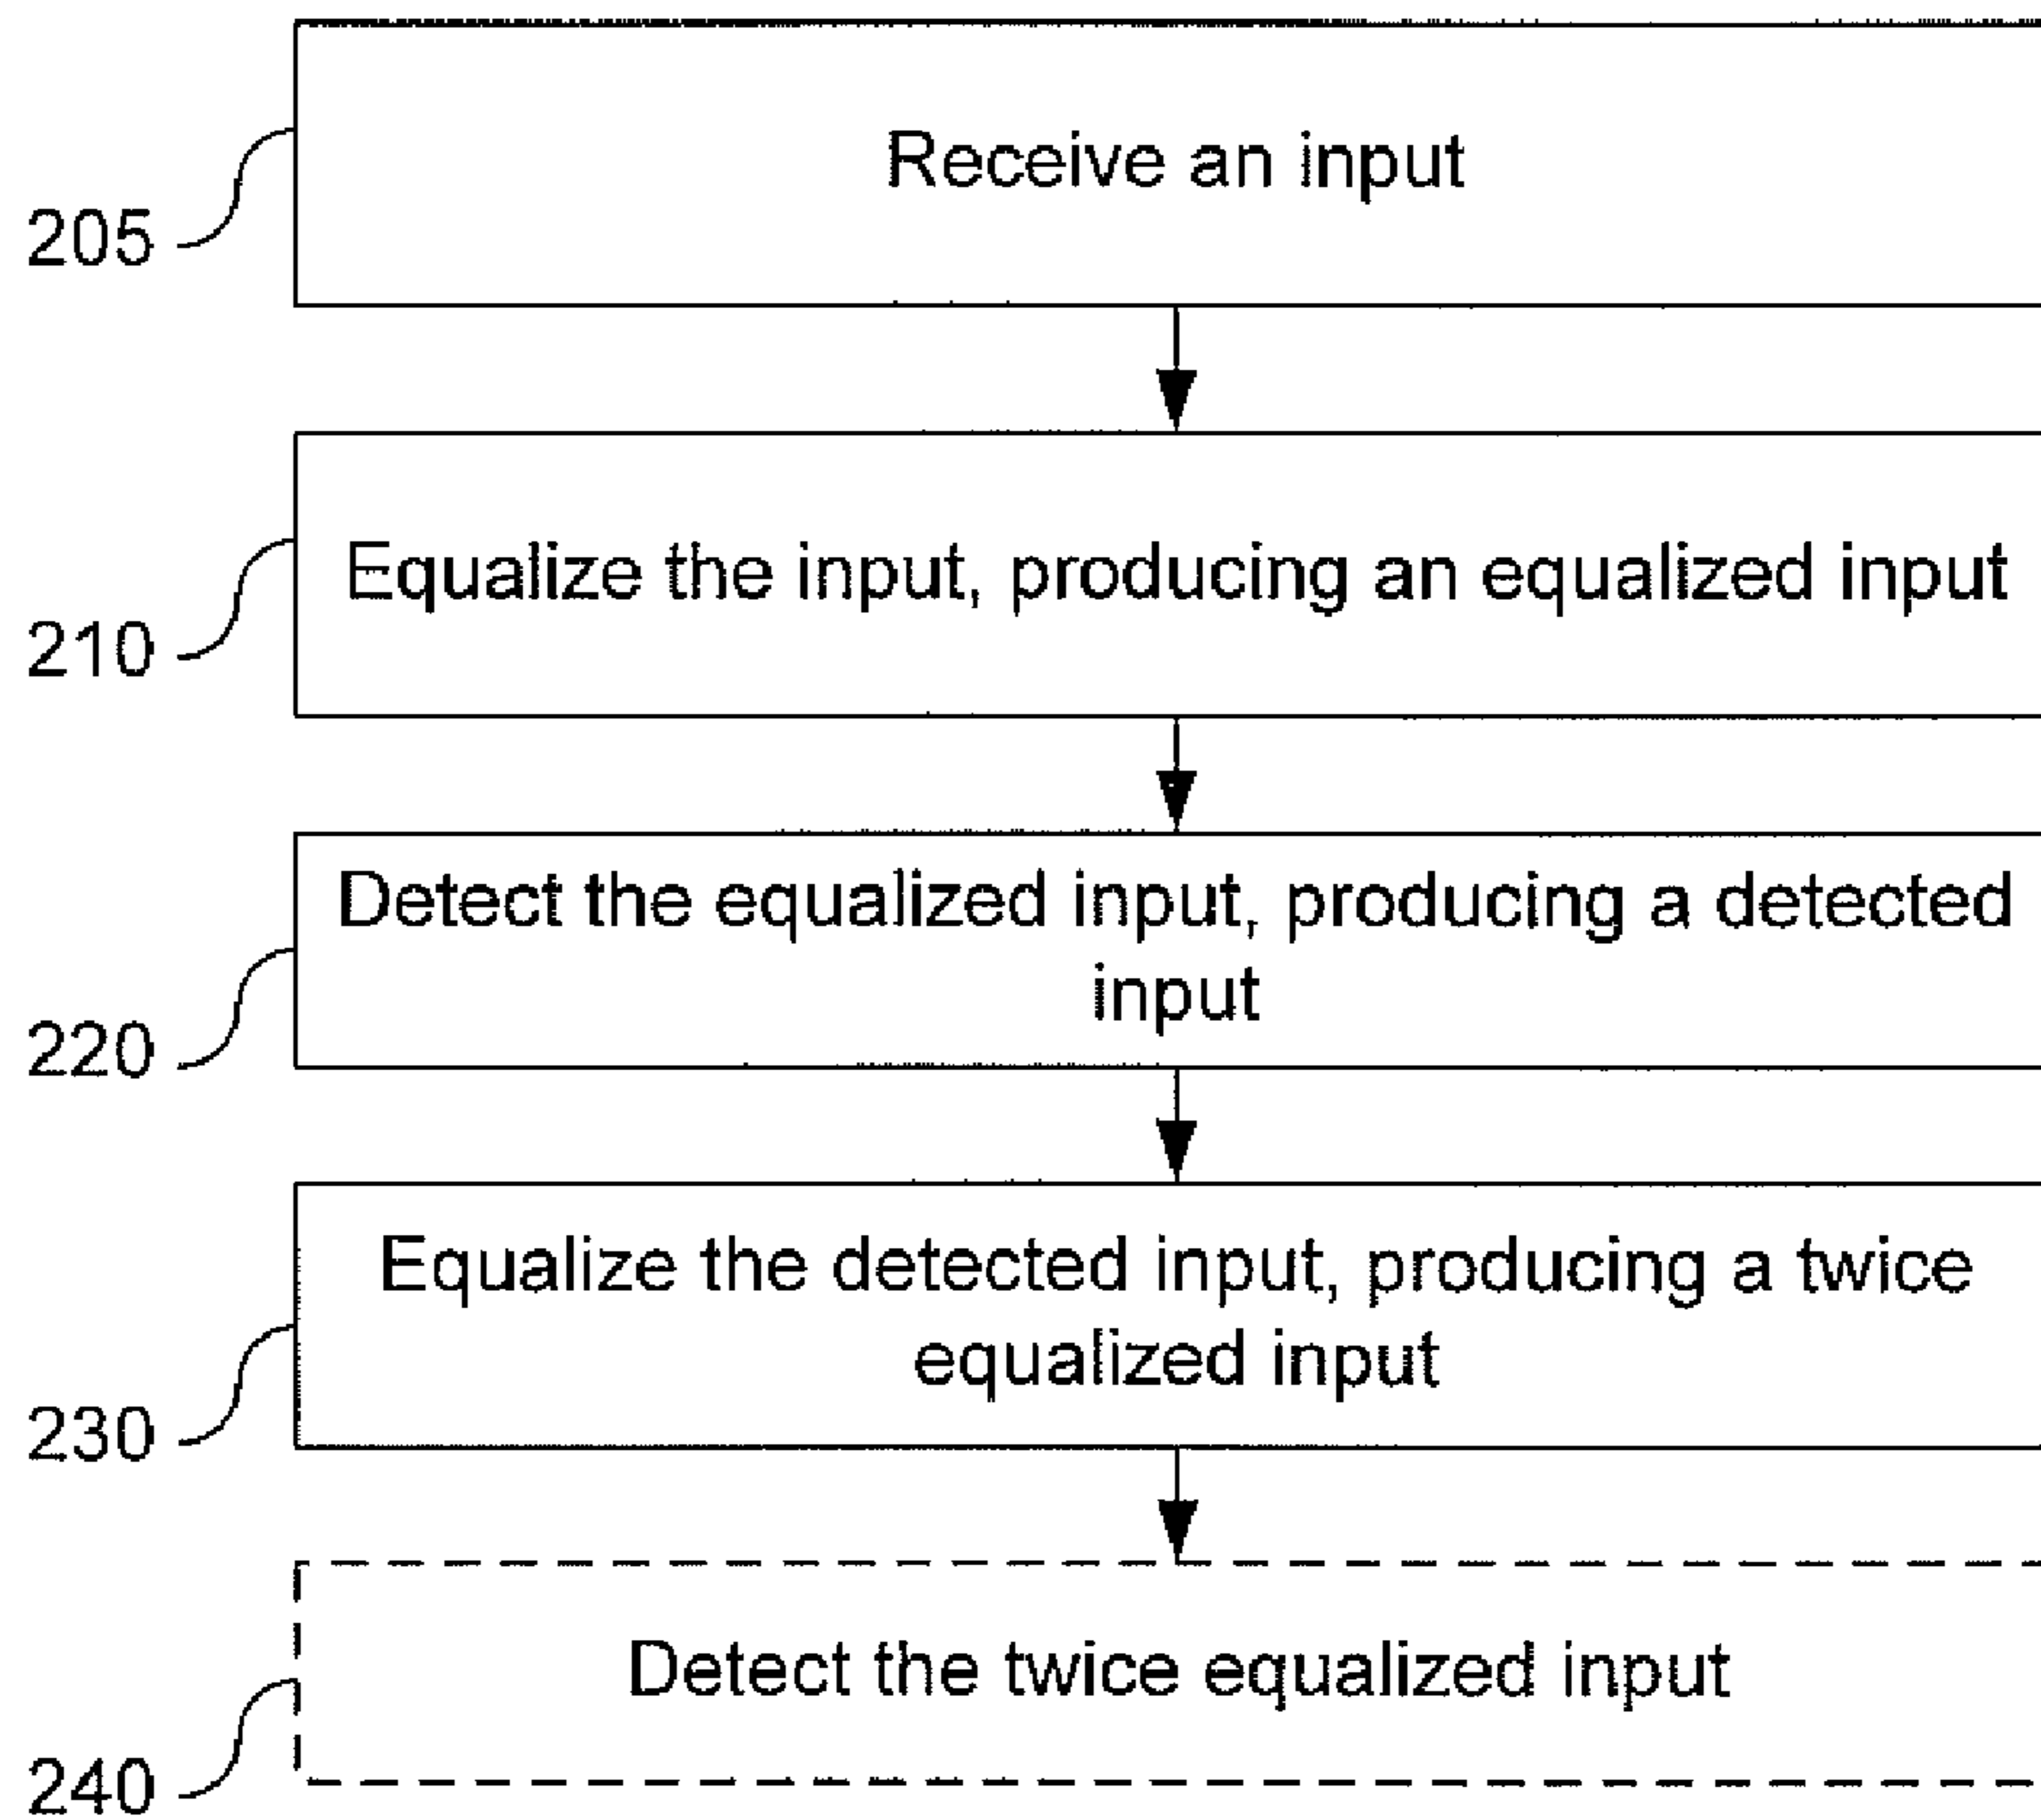 Receive an input
205
Equalize the input, producing an equalized input
210
Detect the equalized input, producing a detected
input
220
Equalize the detected input, producing a twice
equalized input
230
Detect the twice equalized input
240